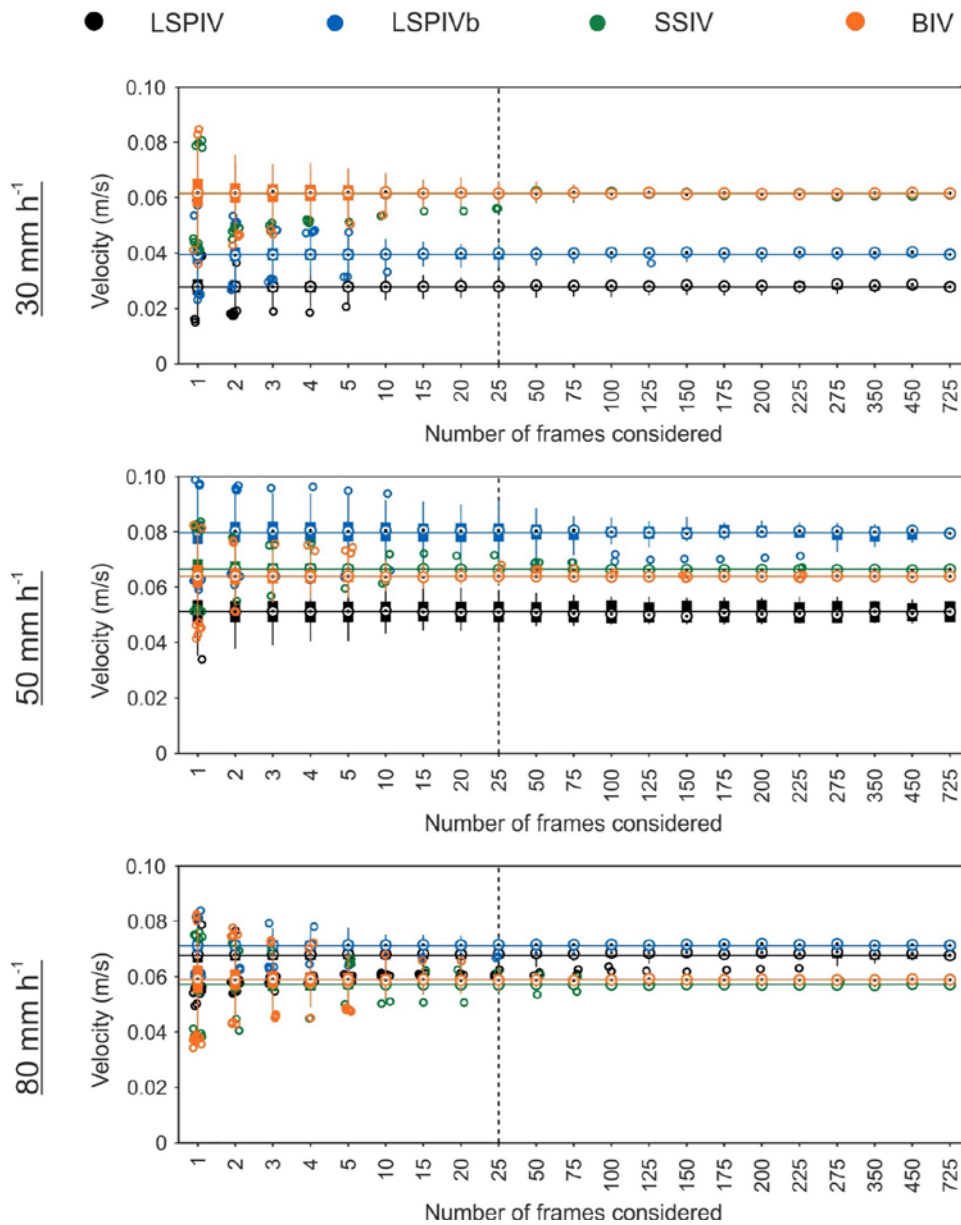 LSPIV LSPIVb SSIV BIV
30 mm h⁻¹
Velocity (m/s)
0.10
0.08
0.06
0.04
0.02
0
1 2 3 4 5 10 15 20 25 50 75 100 125 150 175 200 225 275 350 450 725
Number of frames considered
50 mm h⁻¹
Velocity (m/s)
0.10
0.08
0.06
0.04
0.02
0
1 2 3 4 5 10 15 20 25 50 75 100 125 150 175 200 225 275 350 450 725
Number of frames considered
80 mm h⁻¹
Velocity (m/s)
0.10
0.08
0.06
0.04
0.02
0
1 2 3 4 5 10 15 20 25 50 75 100 125 150 175 200 225 275 350 450 725
Number of frames considered